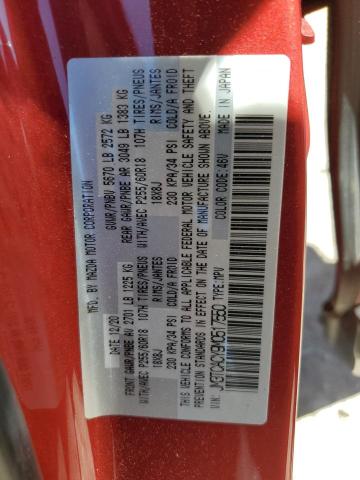 MFD. BY MAZDA MOTOR CORPORATION
DATE 12/20 GVWR/PNBV 5670 LB 2572 KG
FRONT GAWR/PNBE AV 2701 LB 1225 KG REAR GAWR/PNBE AR 3049 LB 1383 KG
WITH/AVEC P255/60R18 107H TIRES/PNEUS WITH/AVEC P255/60R18 107H TIRES/PNEUS
18X8J RIMS/JANTES 18X8J RIMS/JANTES
230 KPA/34 PSI COLD/A FROID 230 KPA/34 PSI COLD/A FROID
THIS VEHICLE CONFORMS TO ALL APPLICABLE FEDERAL MOTOR VEHICLE SAFETY AND
STANDARDS IN EFFECT ON THE DATE OF MANUFACTURE SHOWN ABOVE.
VIN: TYPE:MPV COLOR CODE:46V MADE IN JAPAN